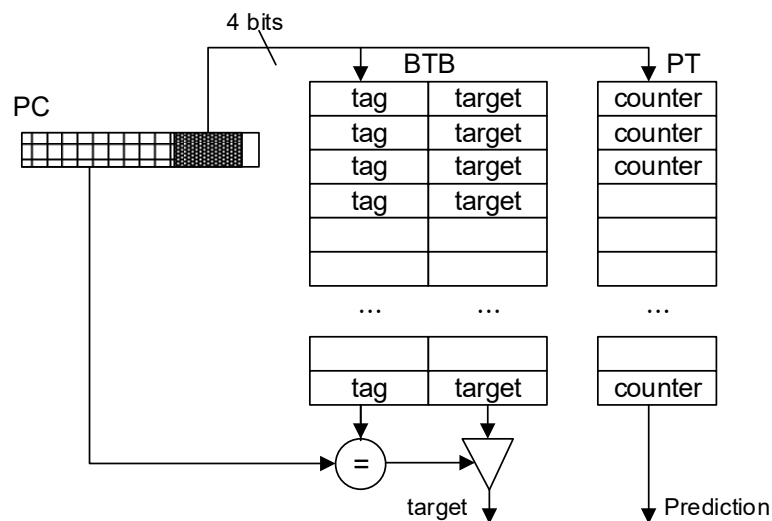 4 bits
BTB PT
PC
tag target counter
tag target counter
tag target counter
tag target
... ... ...
tag target counter
=
target Prediction